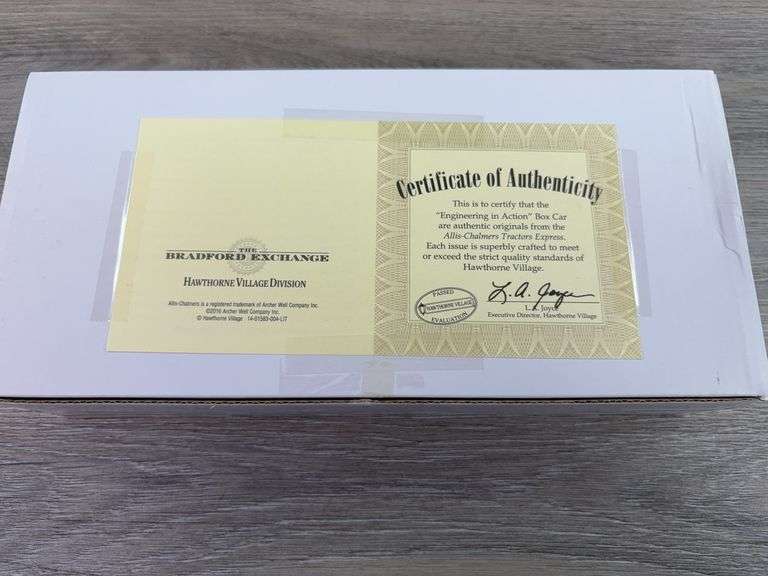 THE
BRADFORD EXCHANGE
HAWTHORNE VILLAGE DIVISION
Allis-Chalmers is a registered trademark of Archer Well Company Inc.
©2016 Archer Well Company Inc.
© Hawthorne Village 14-01583-004-LIT
Certificate of Authenticity
This is to certify that the
"Engineering in Action" Box Car
are authentic originals from the
Allis-Chalmers Tractors Express.
Each issue is superbly crafted to meet
or exceed the strict quality standards of
Hawthorne Village.
PASSED
HAWTHORNE VILLAGE
EVALUATION
L. A. Joyce
L. A. Joyce
Executive Director, Hawthorne Village